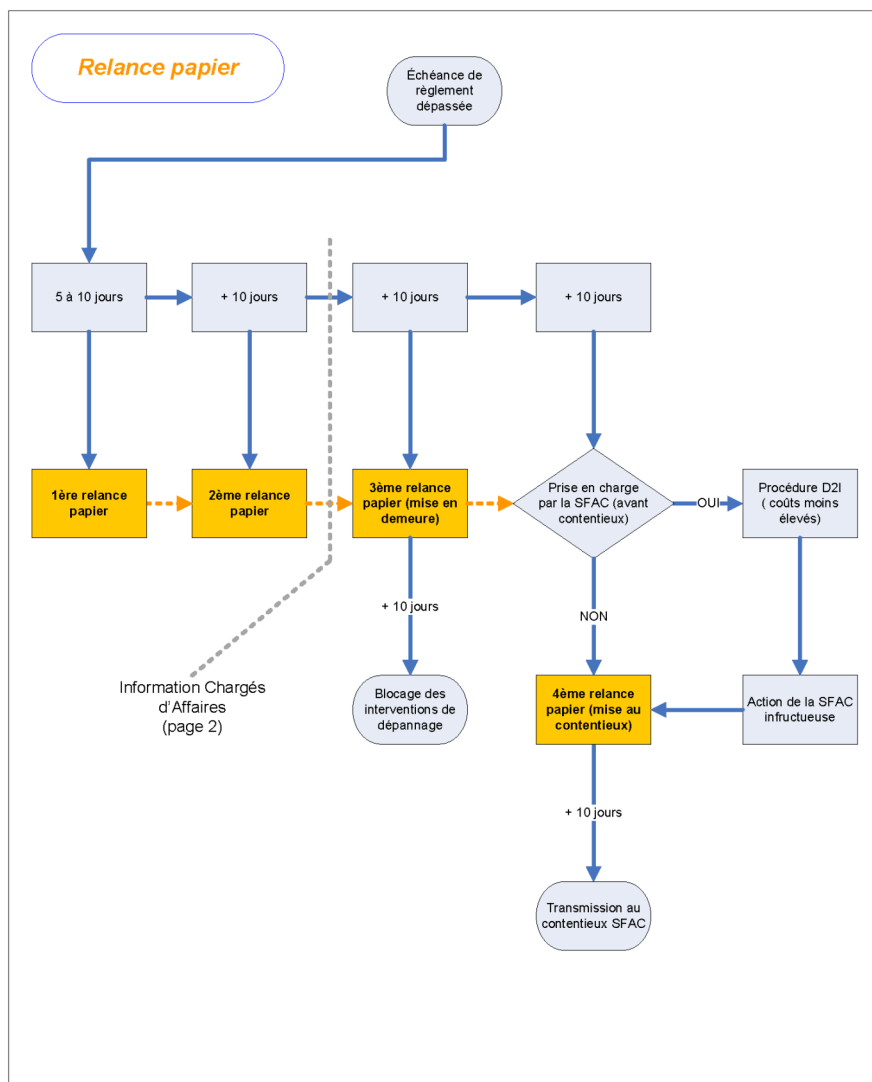 Relance papier
Échéance de
règlement
dépassée
5 à 10 jours
+ 10 jours
+ 10 jours
+ 10 jours
1ère relance
papier
2ème relance
papier
3ème relance
papier (mise en
demeure)
Prise en charge
par la SFAC (avant
contentieux)
OUI
Procédure D2I
( coûts moins
élevés)
+ 10 jours
NON
Information Chargés
d'Affaires
(page 2)
Blocage des
interventions de
dépannage
4ème relance
papier (mise au
contentieux)
Action de la SFAC
infructueuse
+ 10 jours
Transmission au
contentieux SFAC